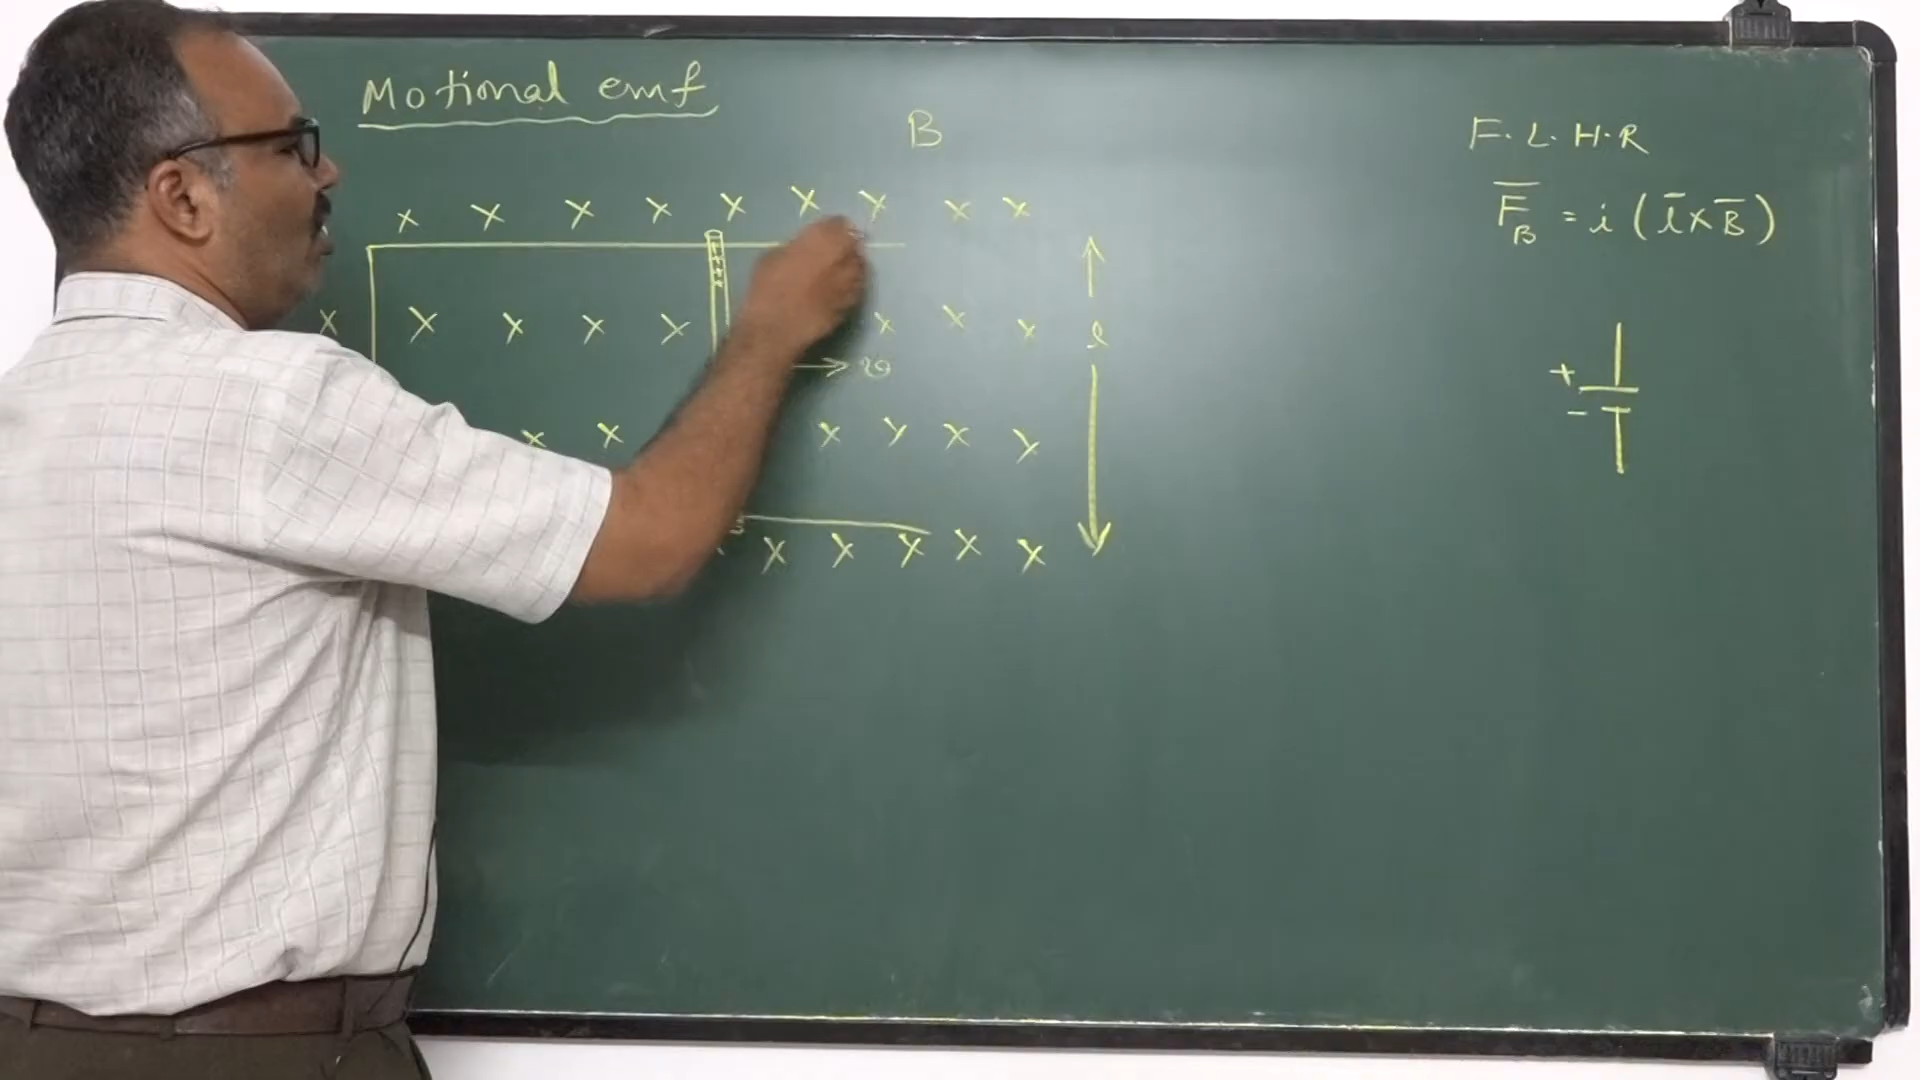 Motional emf
B
F. L. H. R
F̄_B = i (l̄ × B̄)
x x x x x x x x x
x x x x x x x x
l
v
+
-
x x x x x x
x x x x x